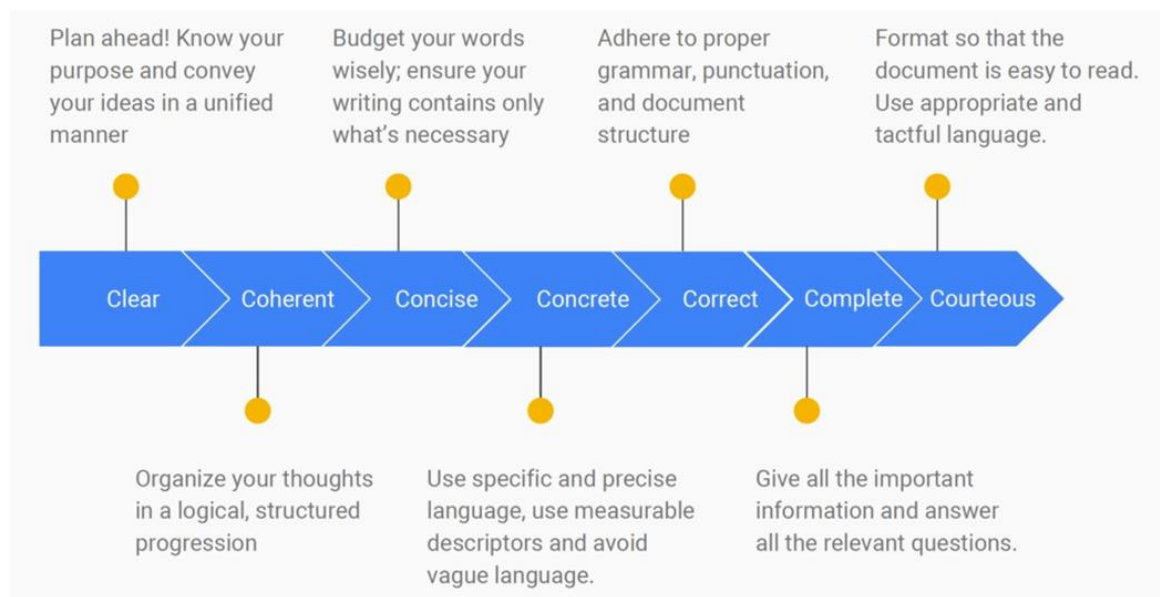 Plan ahead! Know your
purpose and convey
your ideas in a unified
manner
Budget your words
wisely; ensure your
writing contains only
what's necessary
Adhere to proper
grammar, punctuation,
and document
structure
Format so that the
document is easy to read.
Use appropriate and
tactful language.
Clear
Coherent
Concise
Concrete
Correct
Complete
Courteous
Organize your thoughts
in a logical, structured
progression
Use specific and precise
language, use measurable
descriptors and avoid
vague language.
Give all the important
information and answer
all the relevant questions.